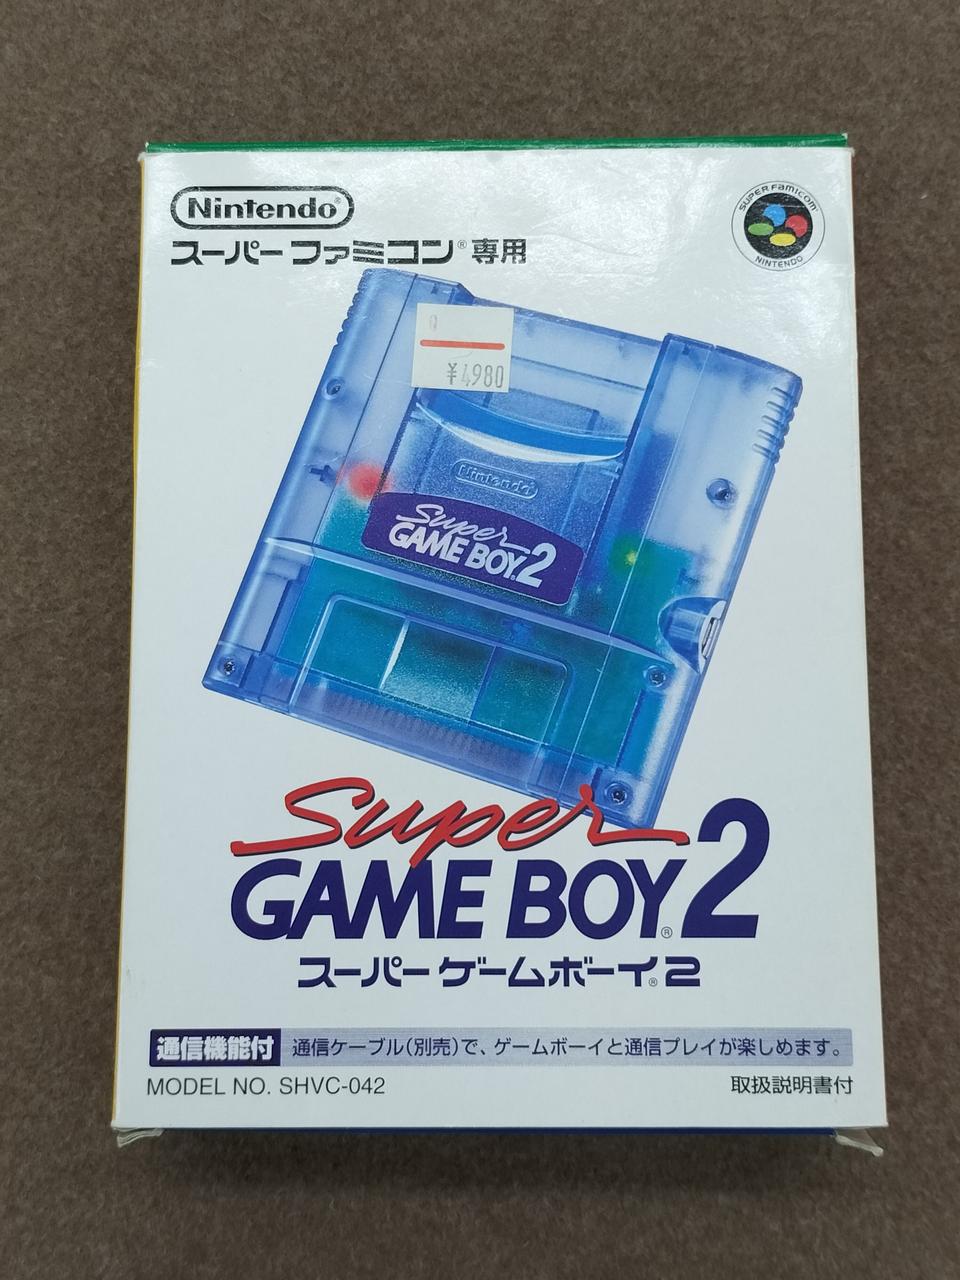 Nintendo®
スーパーファミコン®専用
SUPER FAMICOM
NINTENDO
0
¥4980
Nintendo
Super
GAME BOY.2
Super
GAME BOY®2
スーパーゲームボーイ®2
通信機能付 通信ケーブル(別売)で、ゲームボーイと通信プレイが楽しめます。
MODEL NO. SHVC-042 取扱説明書付